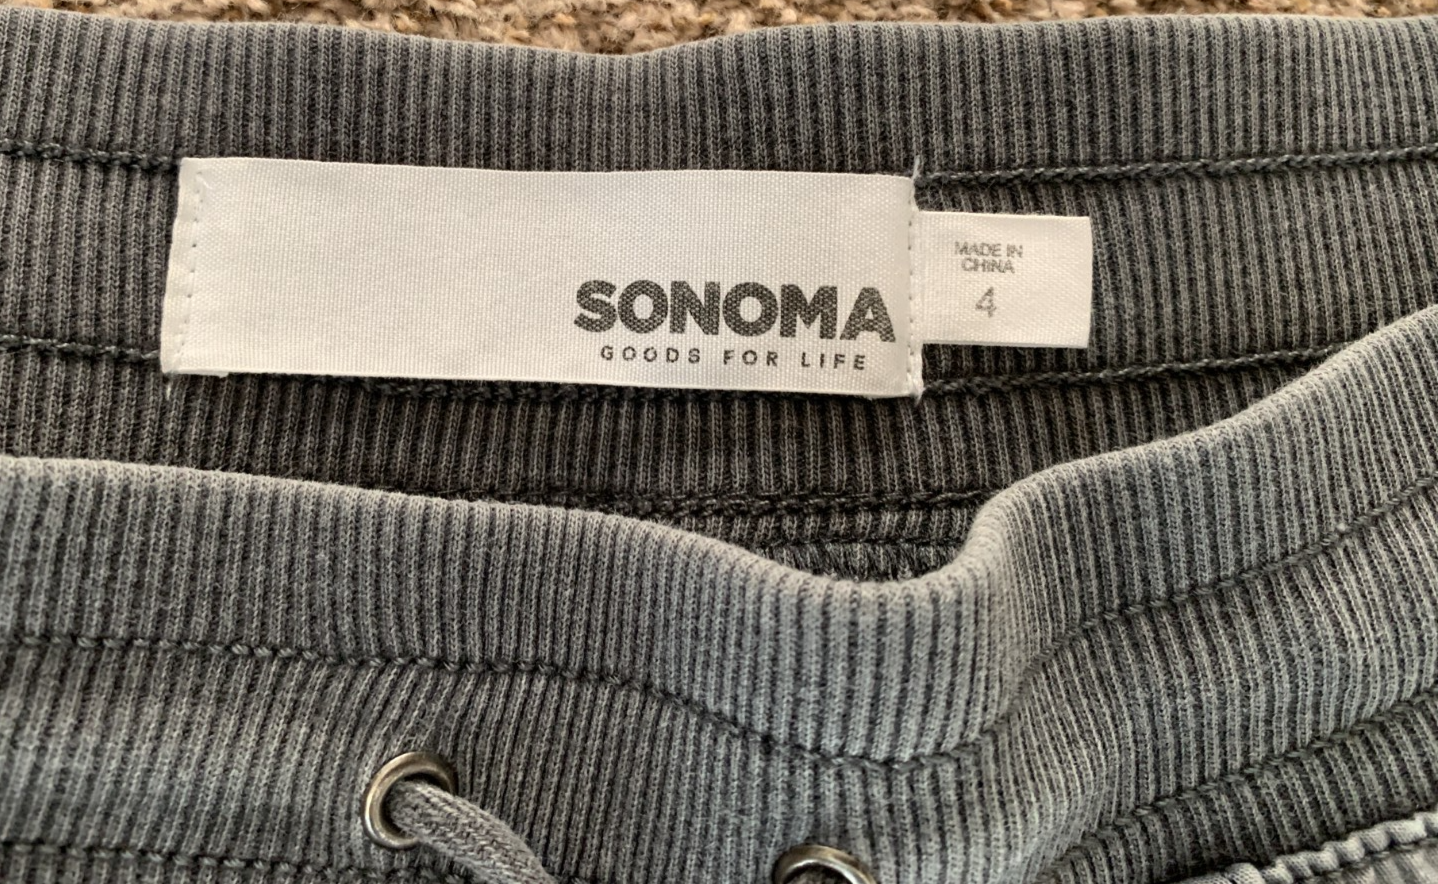 SONOMA
GOODS FOR LIFE
MADE IN
CHINA
4